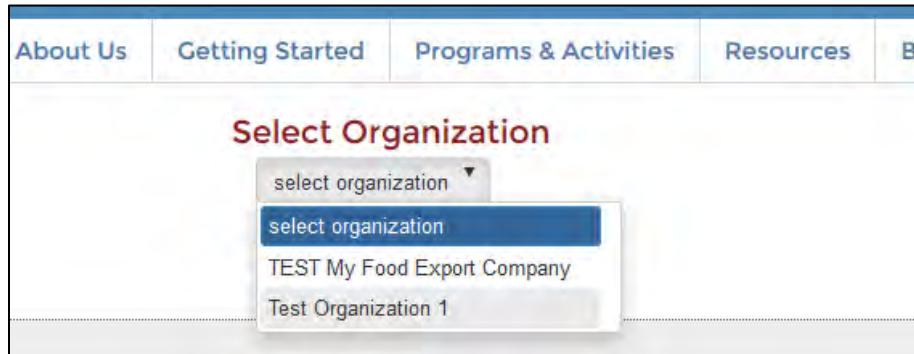 About Us Getting Started Programs & Activities Resources B
Select Organization
select organization
select organization
TEST My Food Export Company
Test Organization 1